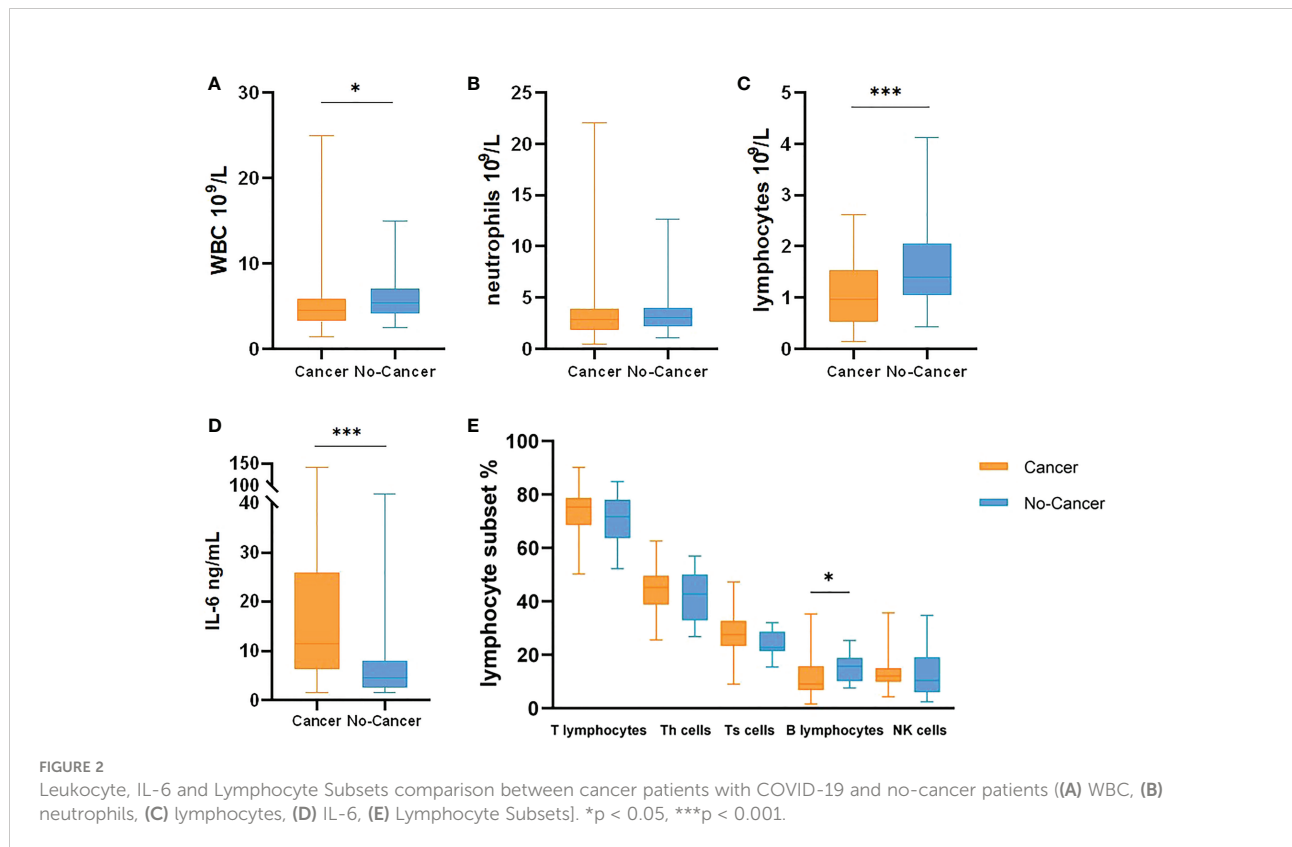 A
*
WBC 10^9/L
30
20
10
0
Cancer No-Cancer
B
neutrophils 10^9/L
25
20
15
10
5
0
Cancer No-Cancer
C
***
lymphocytes 10^9/L
5
4
3
2
1
0
Cancer No-Cancer
D
***
IL-6 ng/mL
150
100
40
30
20
10
0
Cancer No-Cancer
E
lymphocyte subset %
100
80
60
40
20
0
*
T lymphocytes Th cells Ts cells B lymphocytes NK cells
Cancer
No-Cancer
FIGURE 2
Leukocyte, IL-6 and Lymphocyte Subsets comparison between cancer patients with COVID-19 and no-cancer patients ((A) WBC, (B)
neutrophils, (C) lymphocytes, (D) IL-6, (E) Lymphocyte Subsets]. *p < 0.05, ***p < 0.001.